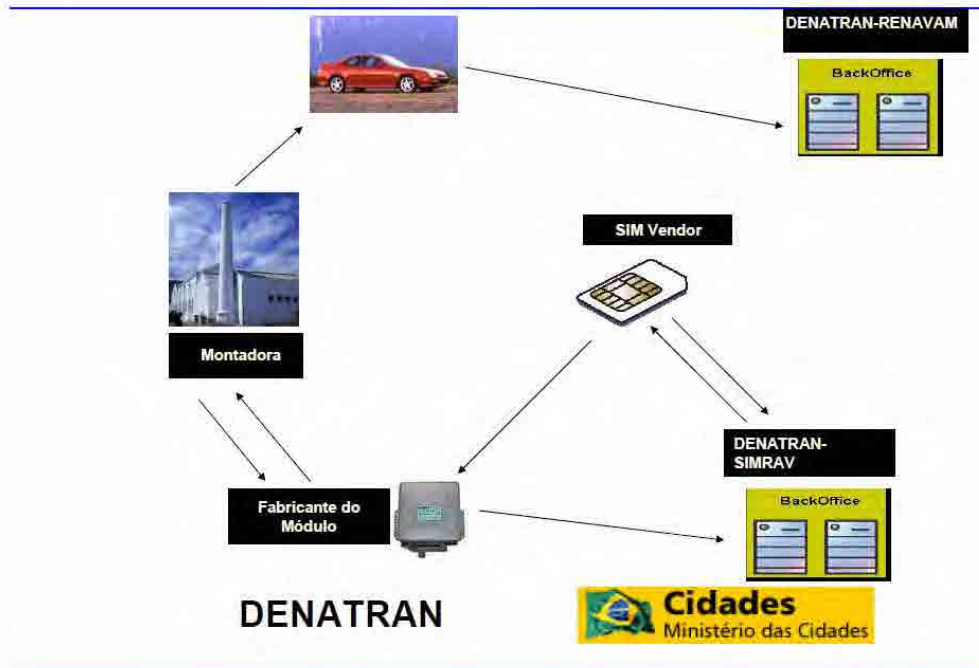 DENATRAN-RENAVAM
BackOffice
SIM Vendor
Montadora
DENATRAN-
SIMRAV
BackOffice
Fabricante do
Módulo
DENATRAN
Cidades
Ministério das Cidades